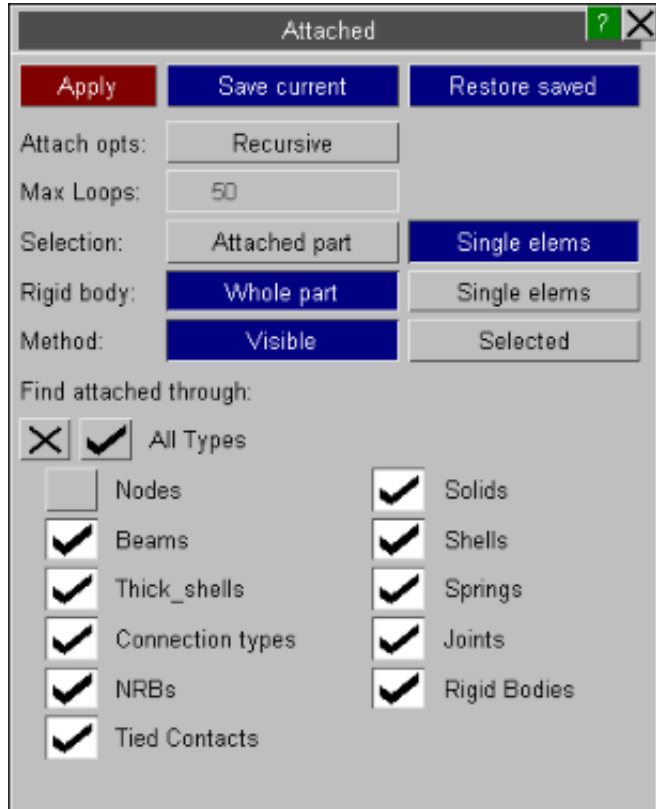 Attached ?
Apply Save current Restore saved
Attach opts: Recursive
Max Loops: 50
Selection: Attached part Single elems
Rigid body: Whole part Single elems
Method: Visible Selected
Find attached through:
All Types
Nodes Solids
Beams Shells
Thick_shells Springs
Connection types Joints
NRBs Rigid Bodies
Tied Contacts